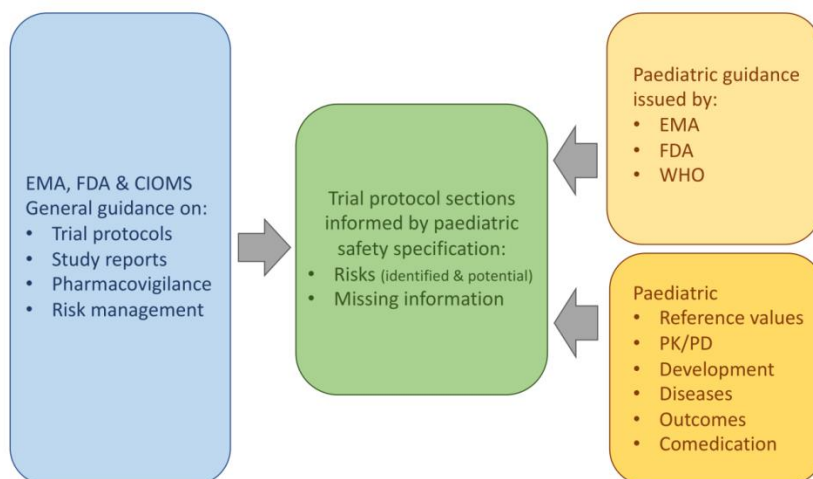 EMA, FDA & CIOMS
General guidance on:
• Trial protocols
• Study reports
• Pharmacovigilance
• Risk management
Trial protocol sections
informed by paediatric
safety specification:
• Risks (identified & potential)
• Missing information
Paediatric guidance
issued by:
• EMA
• FDA
• WHO
Paediatric
• Reference values
• PK/PD
• Development
• Diseases
• Outcomes
• Comedication